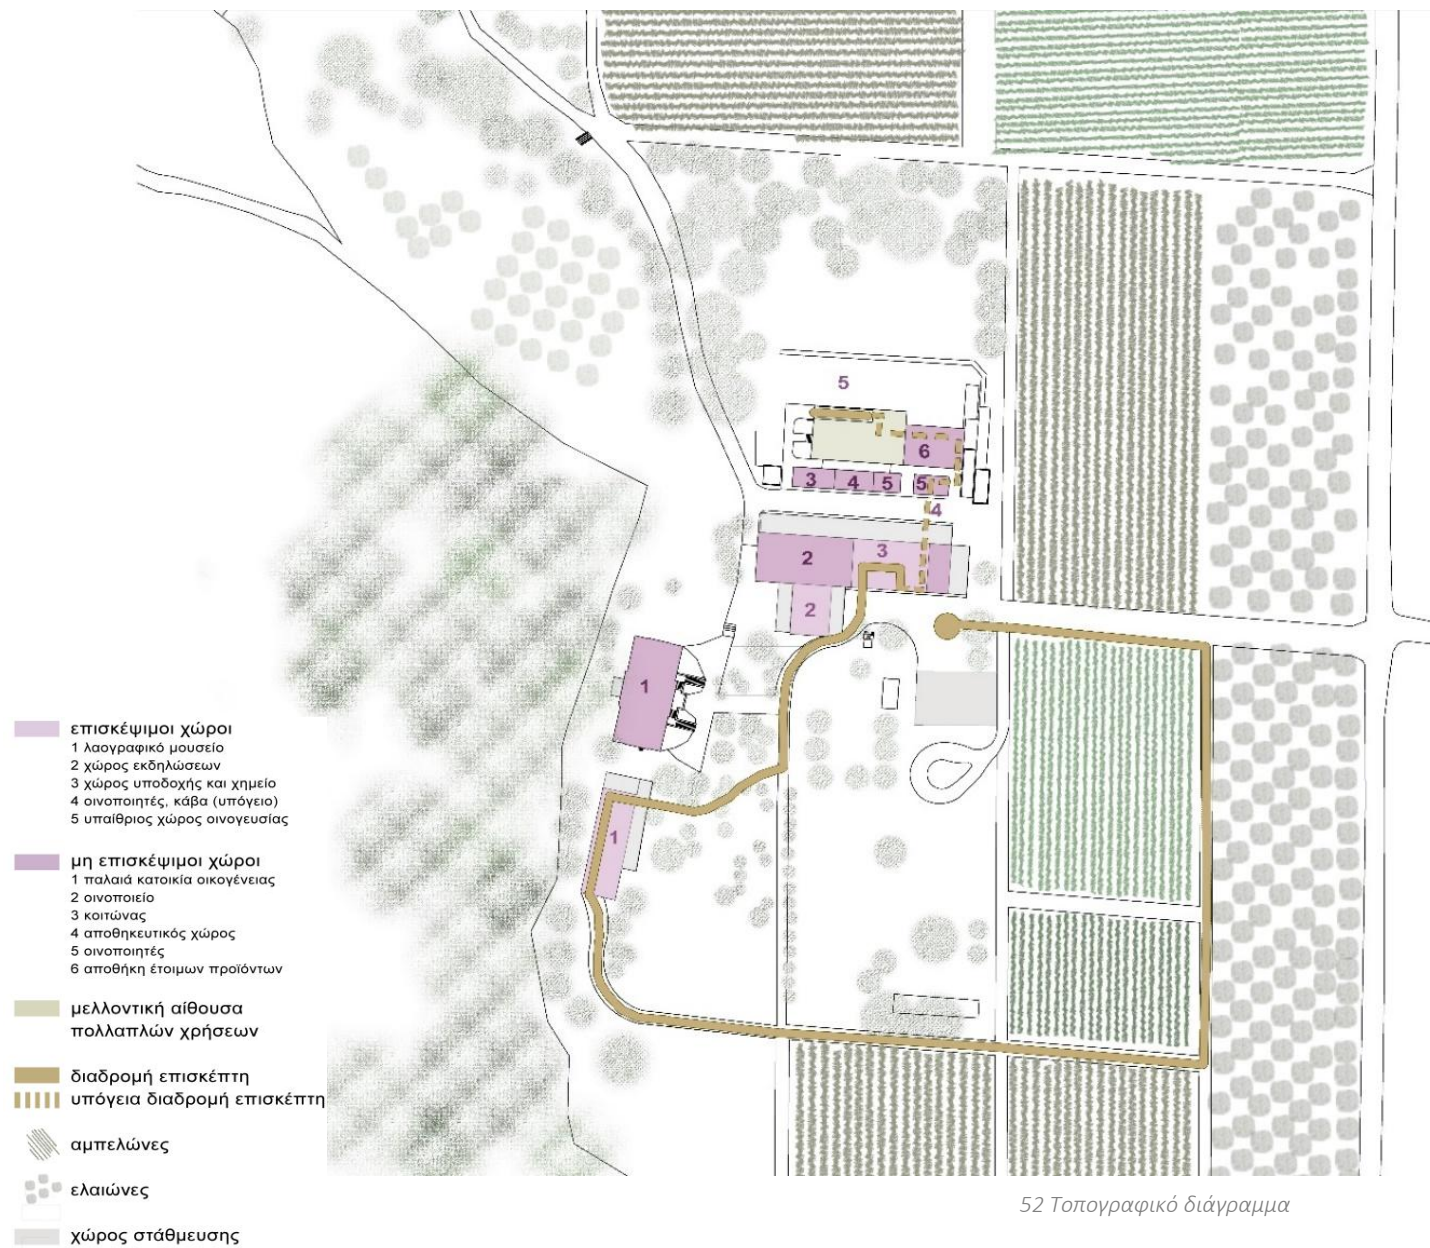 5
6
3 4 5 5
4
2 3
2
1
1
επισκέψιμοι χώροι
1 λαογραφικό μουσείο
2 χώρος εκδηλώσεων
3 χώρος υποδοχής και χημείο
4 οινοποιητές, κάβα (υπόγειο)
5 υπαίθριος χώρος οινογευσίας
μη επισκέψιμοι χώροι
1 παλαιά κατοικία οικογένειας
2 οινοποιείο
3 κοιτώνας
4 αποθηκευτικός χώρος
5 οινοποιητές
6 αποθήκη έτοιμων προϊόντων
μελλοντική αίθουσα
πολλαπλών χρήσεων
διαδρομή επισκέπτη
υπόγεια διαδρομή επισκέπτη
αμπελώνες
ελαιώνες
χώρος στάθμευσης
52 Τοπογραφικό διάγραμμα